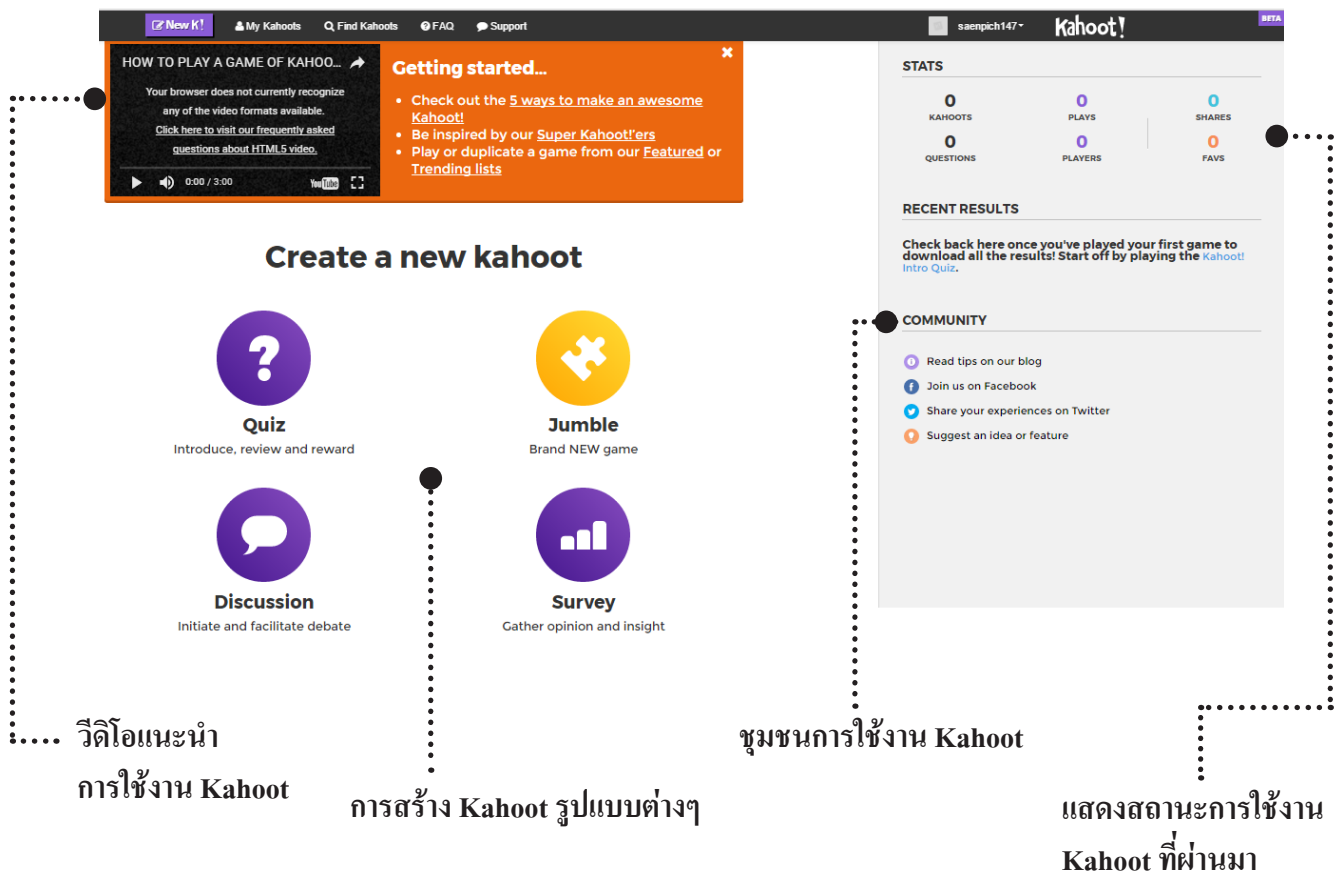 New K!
My Kahoots
Find Kahoots
FAQ
Support
saenpich147
Kahoot!
BETA
HOW TO PLAY A GAME OF KAHOO...
Your browser does not currently recognize
any of the video formats available.
Click here to visit our frequently asked
questions about HTML5 video.
0:00 / 3:00
YouTube
Getting started...
• Check out the 5 ways to make an awesome
Kahoot!
• Be inspired by our Super Kahoot!'ers
• Play or duplicate a game from our Featured or
Trending lists
STATS
0
KAHOOTS
0
PLAYS
0
SHARES
0
QUESTIONS
0
PLAYERS
0
FAVS
RECENT RESULTS
Check back here once you've played your first game to
download all the results! Start off by playing the Kahoot!
Intro Quiz.
COMMUNITY
Read tips on our blog
Join us on Facebook
Share your experiences on Twitter
Suggest an idea or feature
Create a new kahoot
Quiz
Introduce, review and reward
Jumble
Brand NEW game
Discussion
Initiate and facilitate debate
Survey
Gather opinion and insight
วีดิโอแนะนำ
การใช้งาน Kahoot
การสร้าง Kahoot รูปแบบต่างๆ
ชุมชนการใช้งาน Kahoot
แสดงสถานะการใช้งาน
Kahoot ที่ผ่านมา